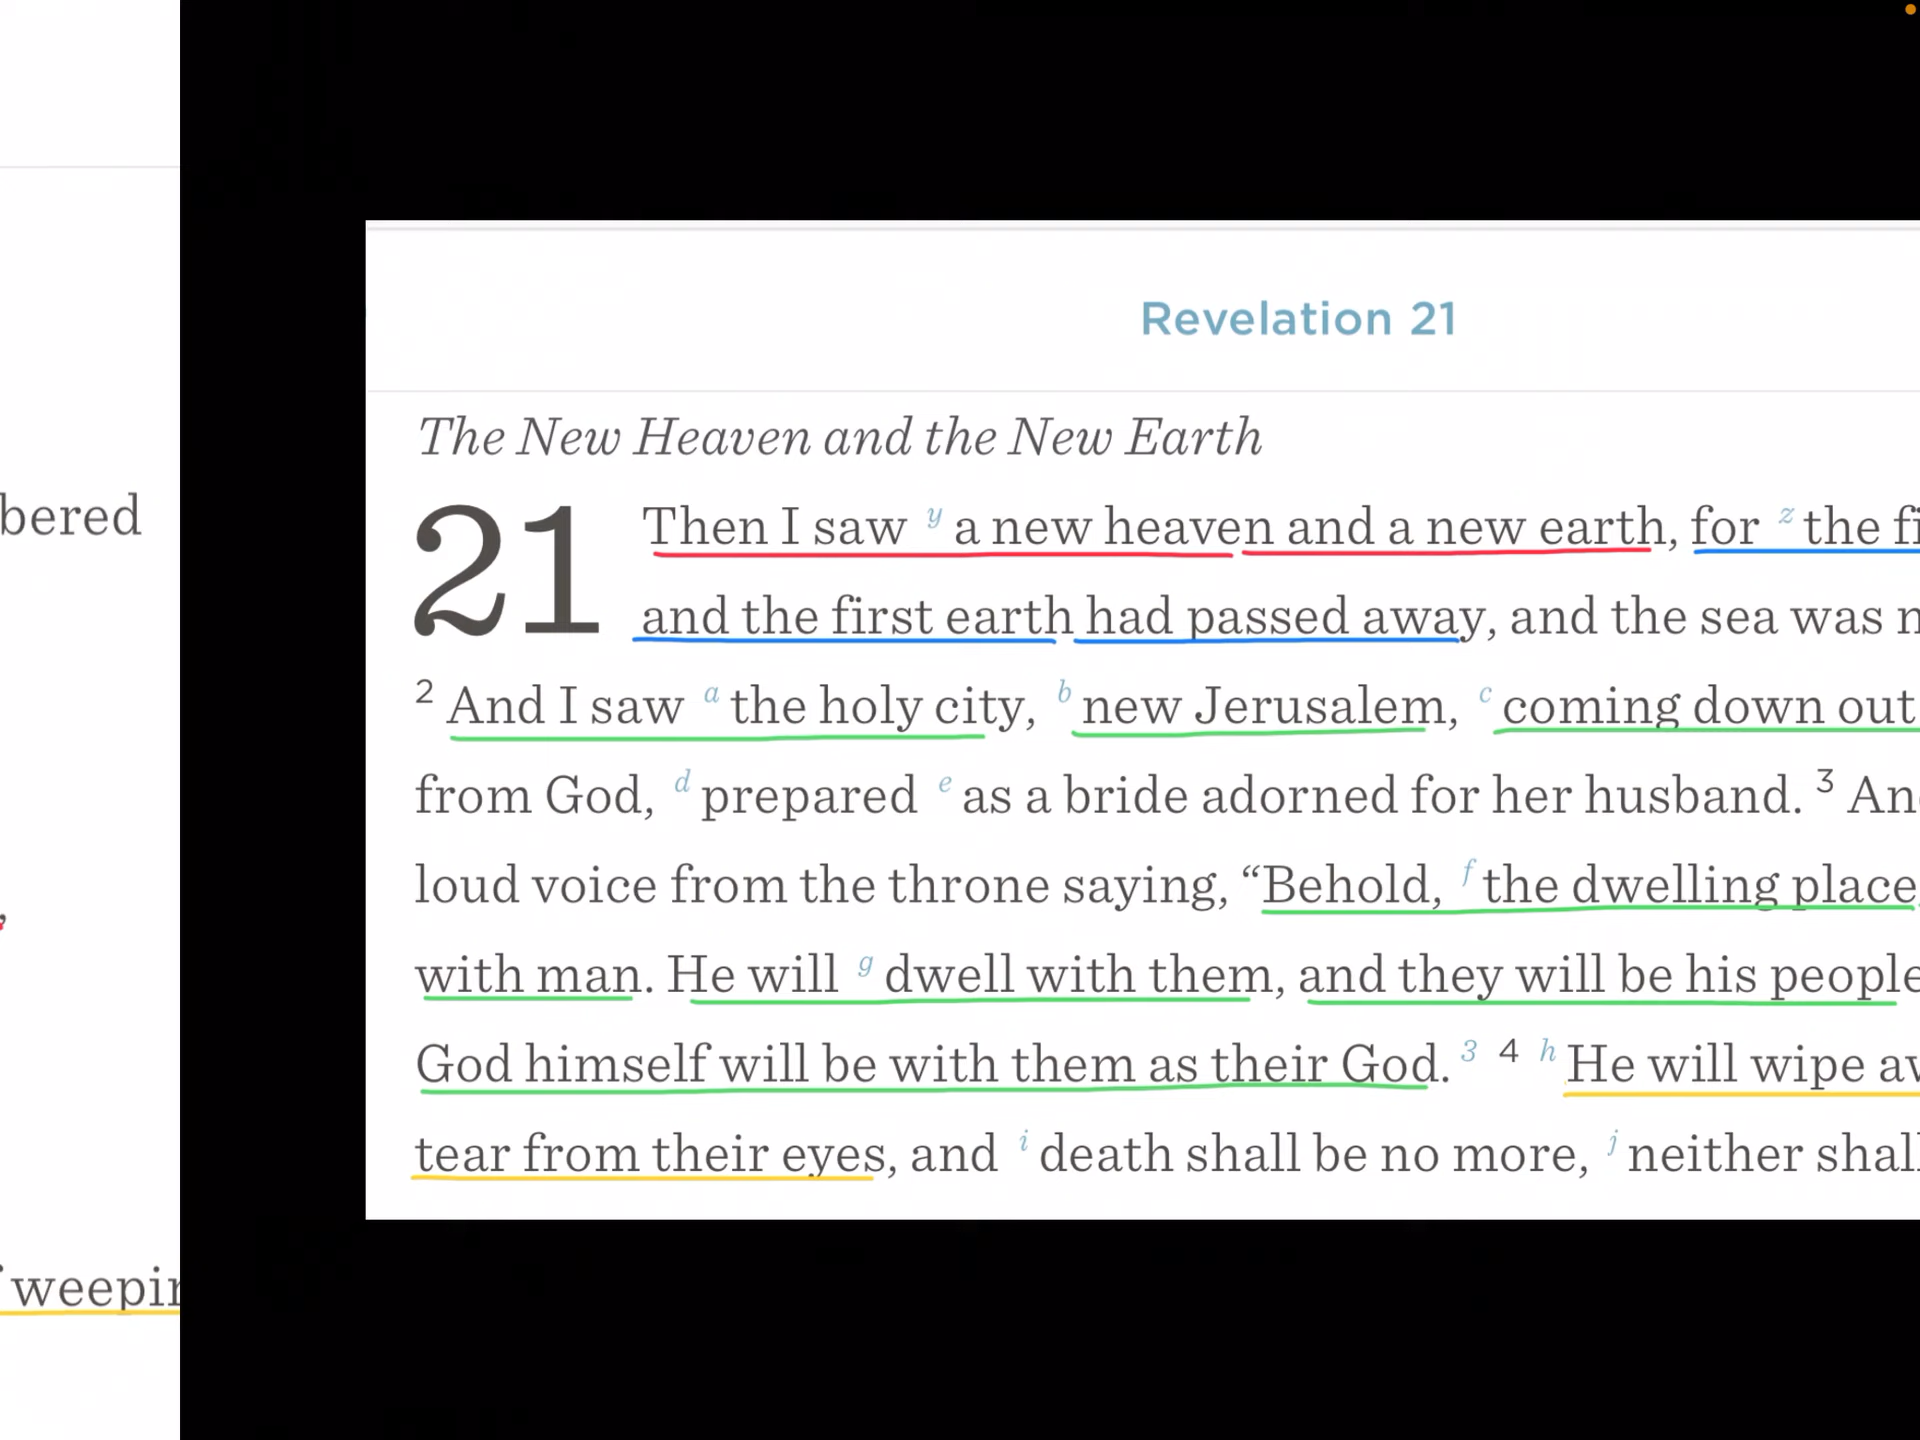 bered
weepin
Revelation 21
The New Heaven and the New Earth
21 Then I saw y a new heaven and a new earth, for z the fi
and the first earth had passed away, and the sea was n
2 And I saw a the holy city, b new Jerusalem, c coming down out
from God, d prepared e as a bride adorned for her husband. 3 An
loud voice from the throne saying, “Behold, f the dwelling place
with man. He will g dwell with them, and they will be his people
God himself will be with them as their God. 3 4 h He will wipe aw
tear from their eyes, and i death shall be no more, j neither shall